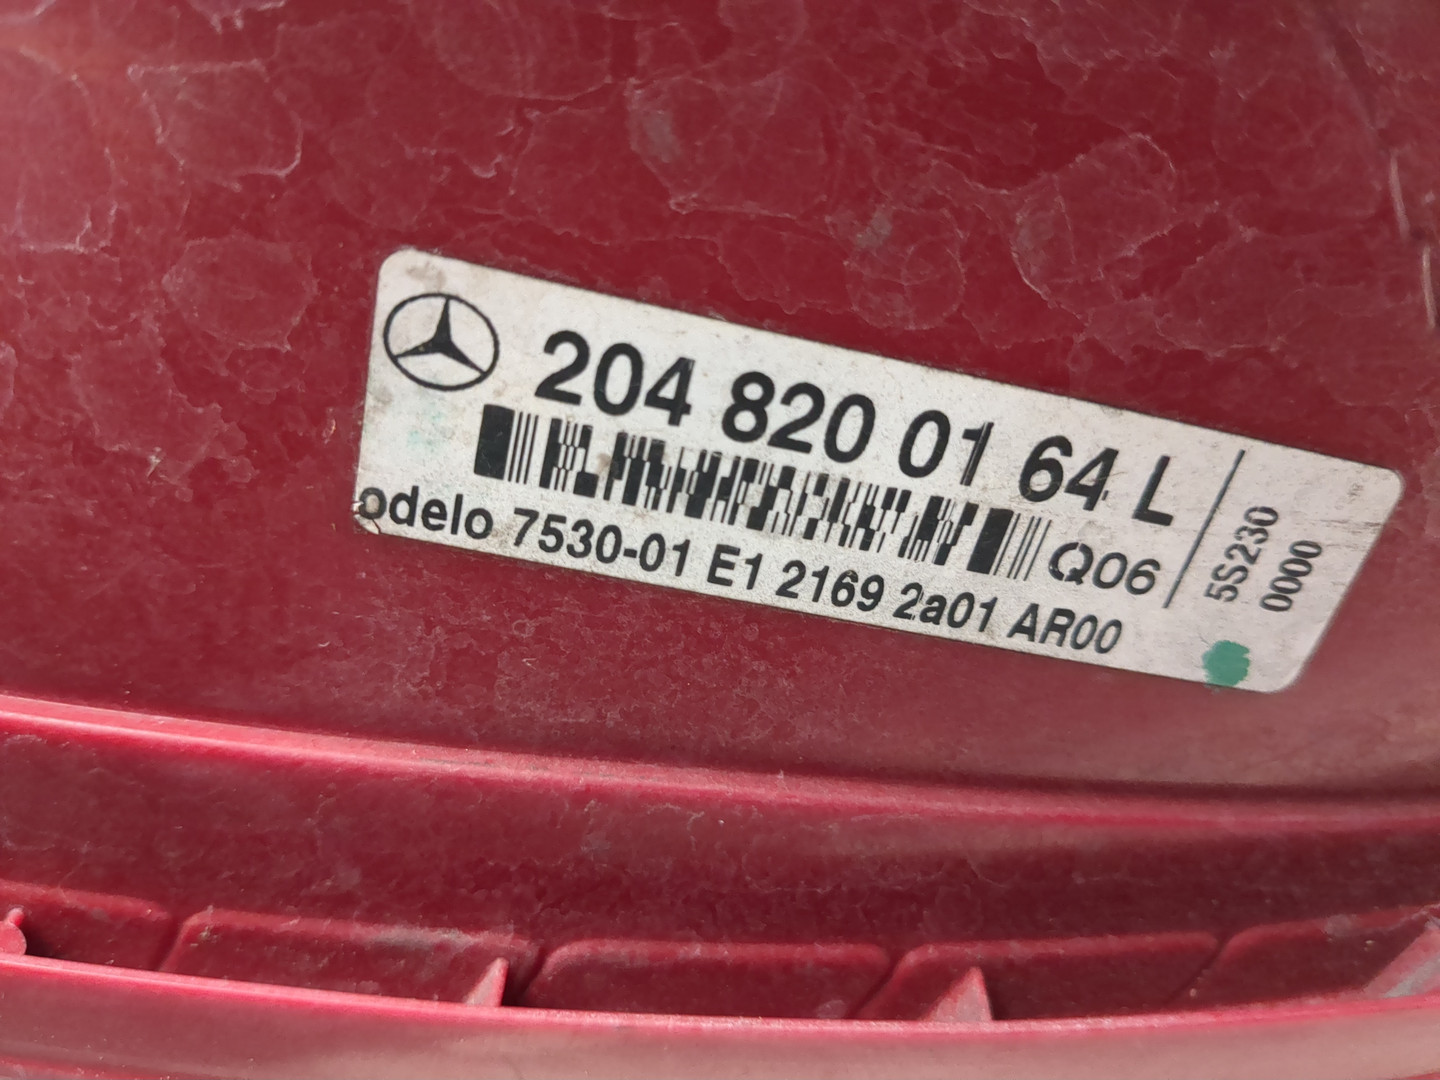 204 820 01 64 L
Q06
odelo 7530-01 E1 2169 2a01 AR00
5S230
0000